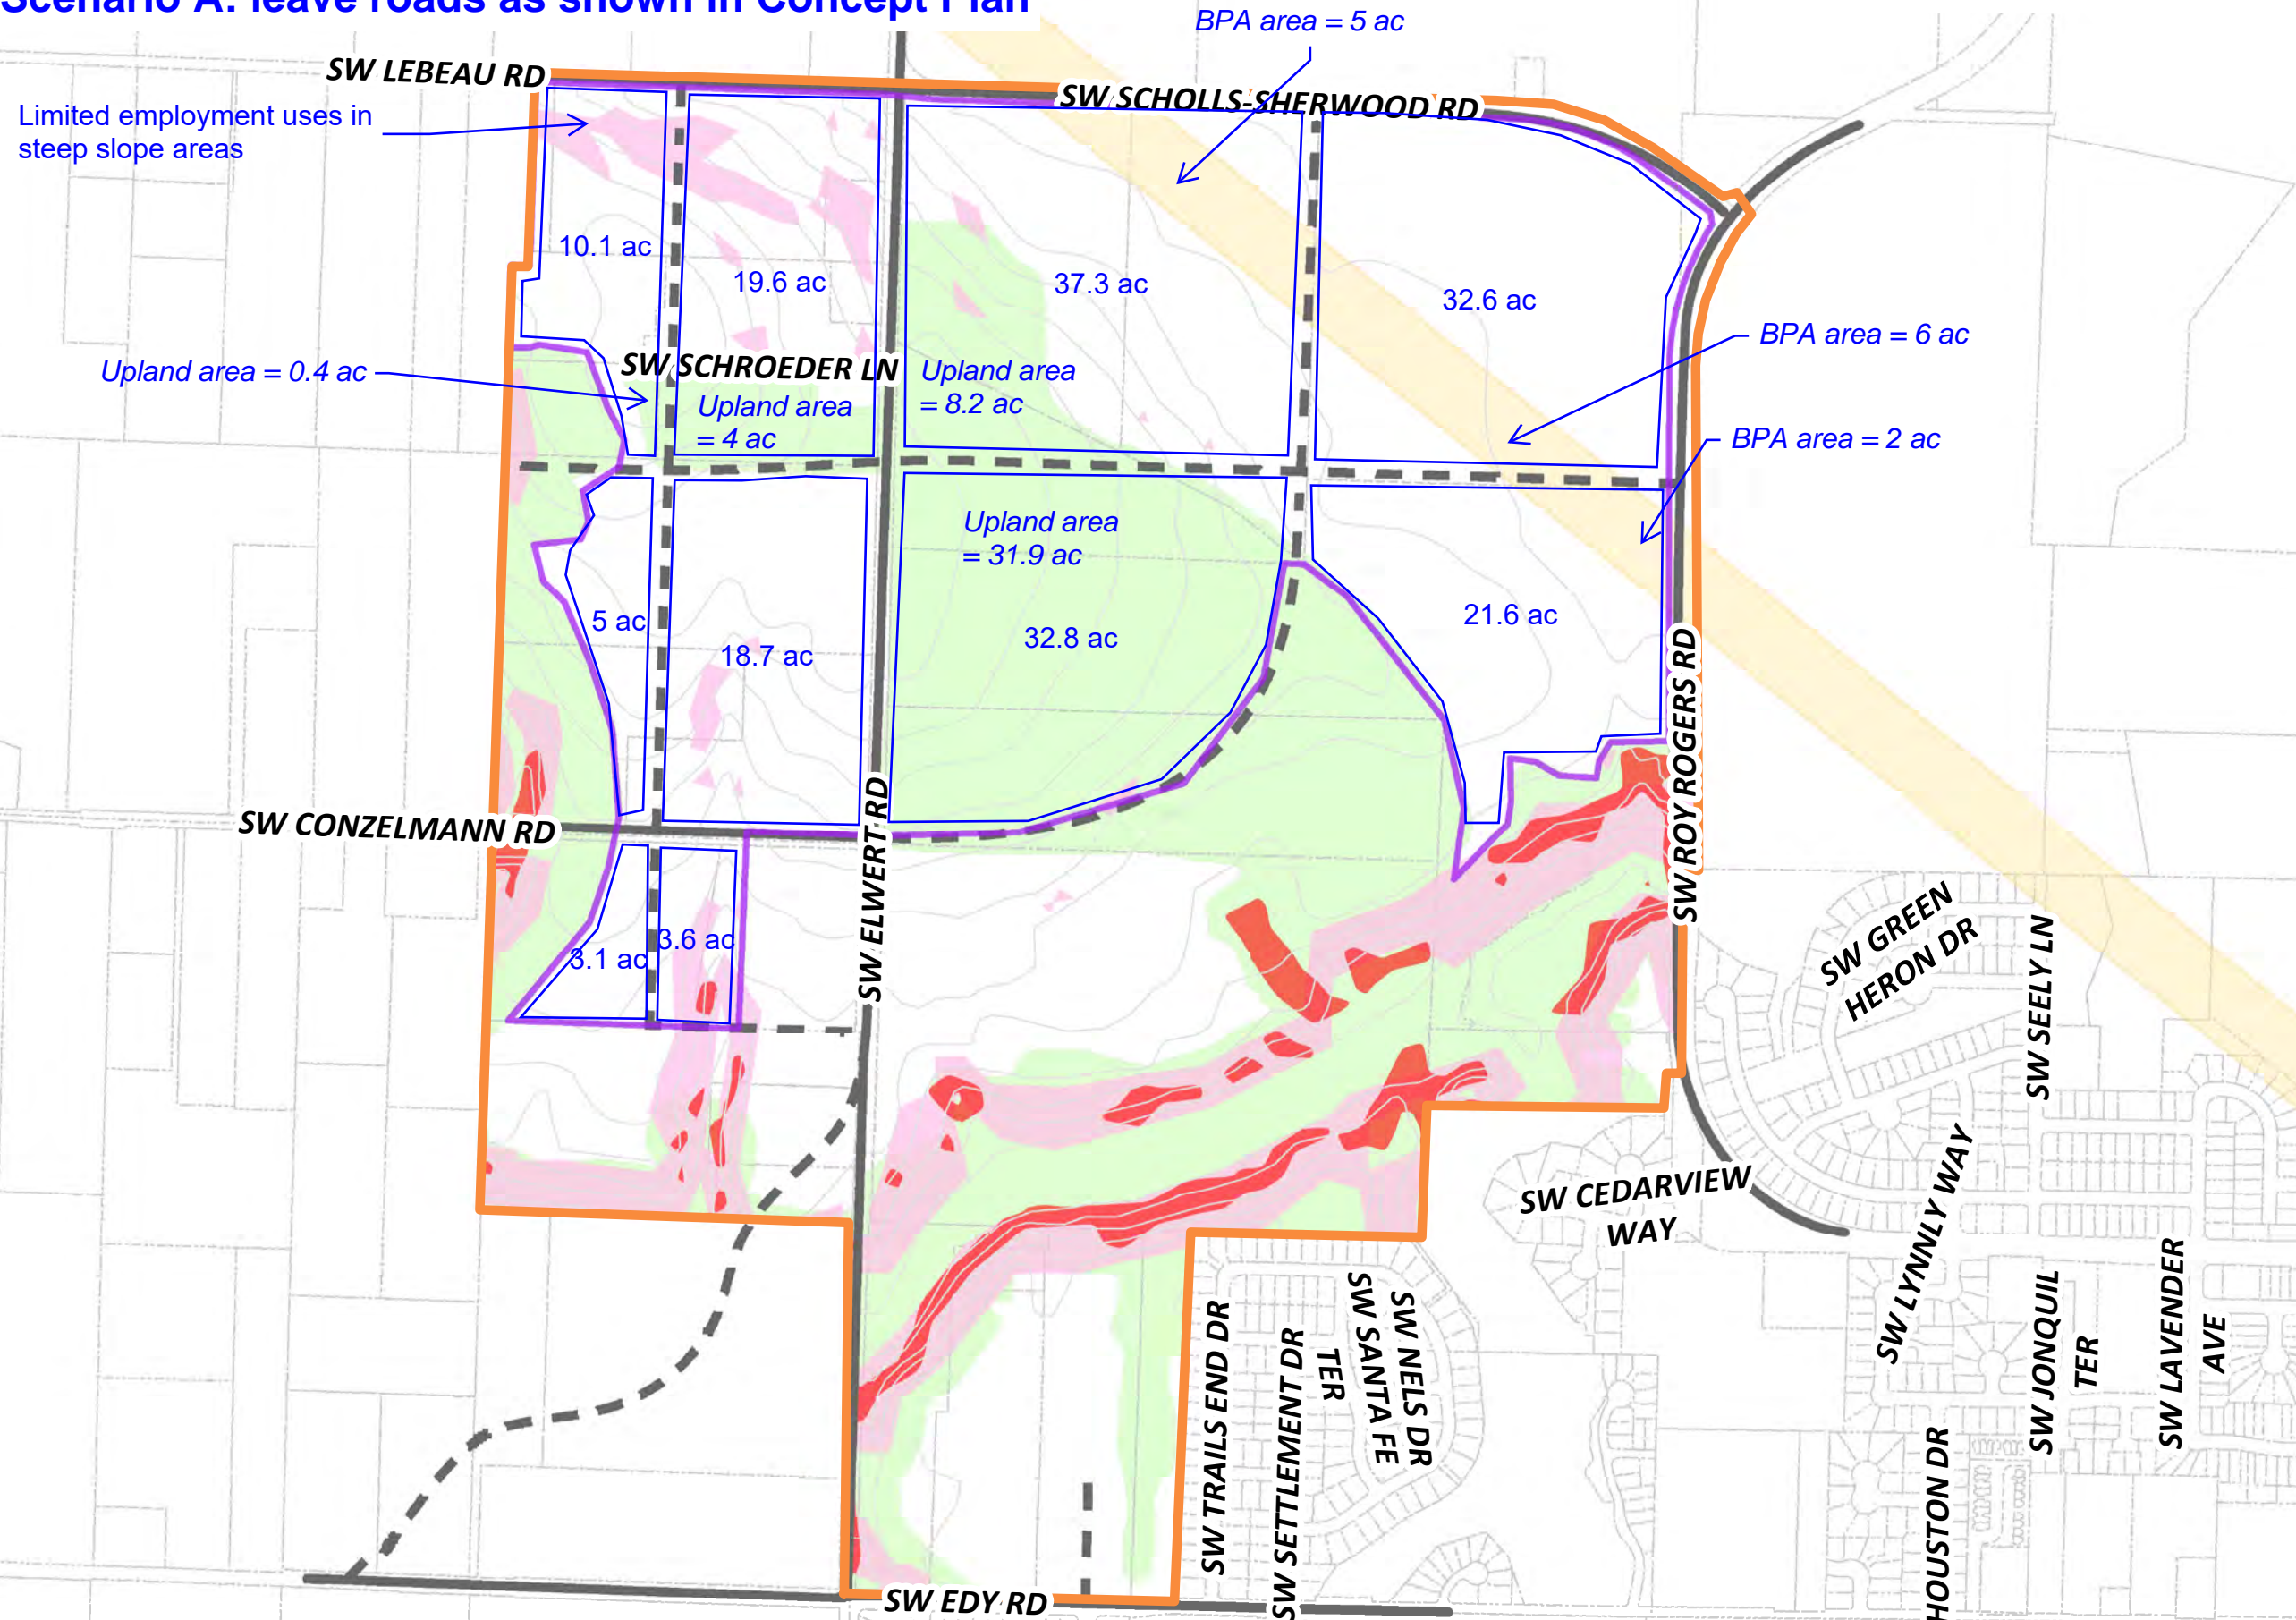 Scenario A: leave roads as shown in Concept Plan
BPA area = 5 ac
SW LEBEAU RD
SW SCHOLLS-SHERWOOD RD
Limited employment uses in
steep slope areas
10.1 ac
19.6 ac
37.3 ac
32.6 ac
BPA area = 6 ac
Upland area = 0.4 ac
SW SCHROEDER LN
Upland area
= 8.2 ac
Upland area
= 4 ac
BPA area = 2 ac
Upland area
= 31.9 ac
5 ac
18.7 ac
32.8 ac
21.6 ac
SW ROY ROGERS RD
SW CONZELMANN RD
SW ELWERT RD
3.1 ac
3.6 ac
SW GREEN
HERON DR
SW SEELY LN
SW CEDARVIEW
WAY
SW LYNNLY WAY
SW TRAILS END DR
SW SETTLEMENT DR
SW SANTA FE
TER
SW NELS DR
SW JONQUIL
TER
SW LAVENDER
AVE
HOUSTON DR
SW EDY RD